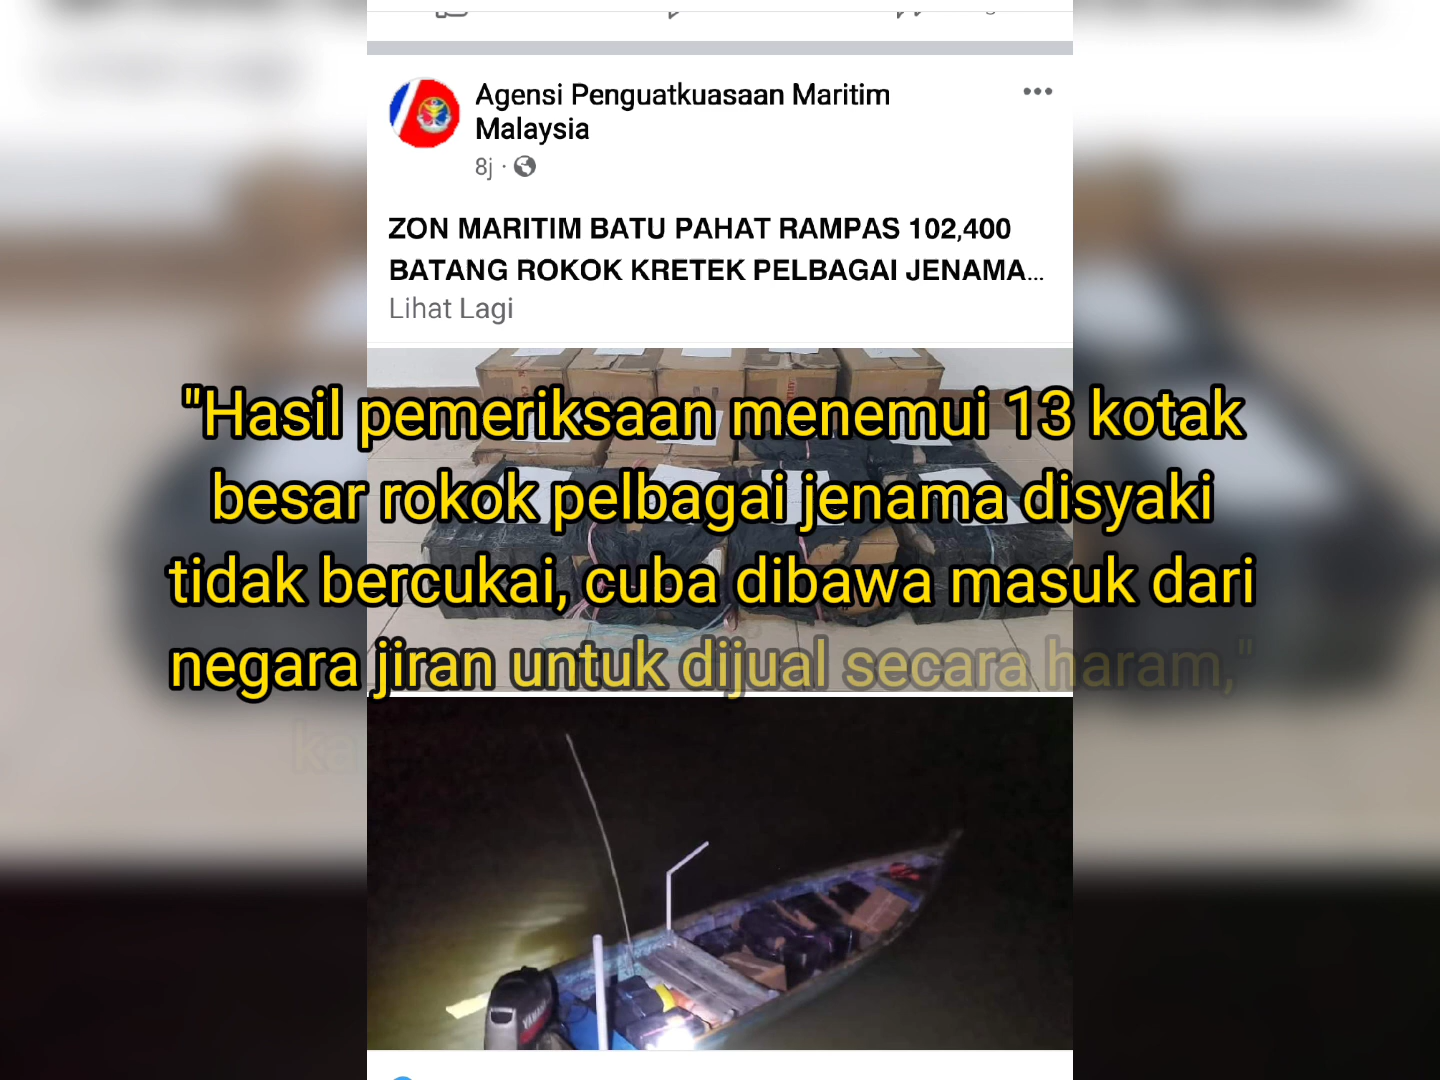 Agensi Penguatkuasaan Maritim
Malaysia
8j ·
ZON MARITIM BATU PAHAT RAMPAS 102,400
BATANG ROKOK KRETEK PELBAGAI JENAMA...
Lihat Lagi
"Hasil pemeriksaan menemui 13 kotak
besar rokok pelbagai jenama disyaki
tidak bercukai, cuba dibawa masuk dari
negara jiran untuk dijual secara haram,"
ka
YAMAHA